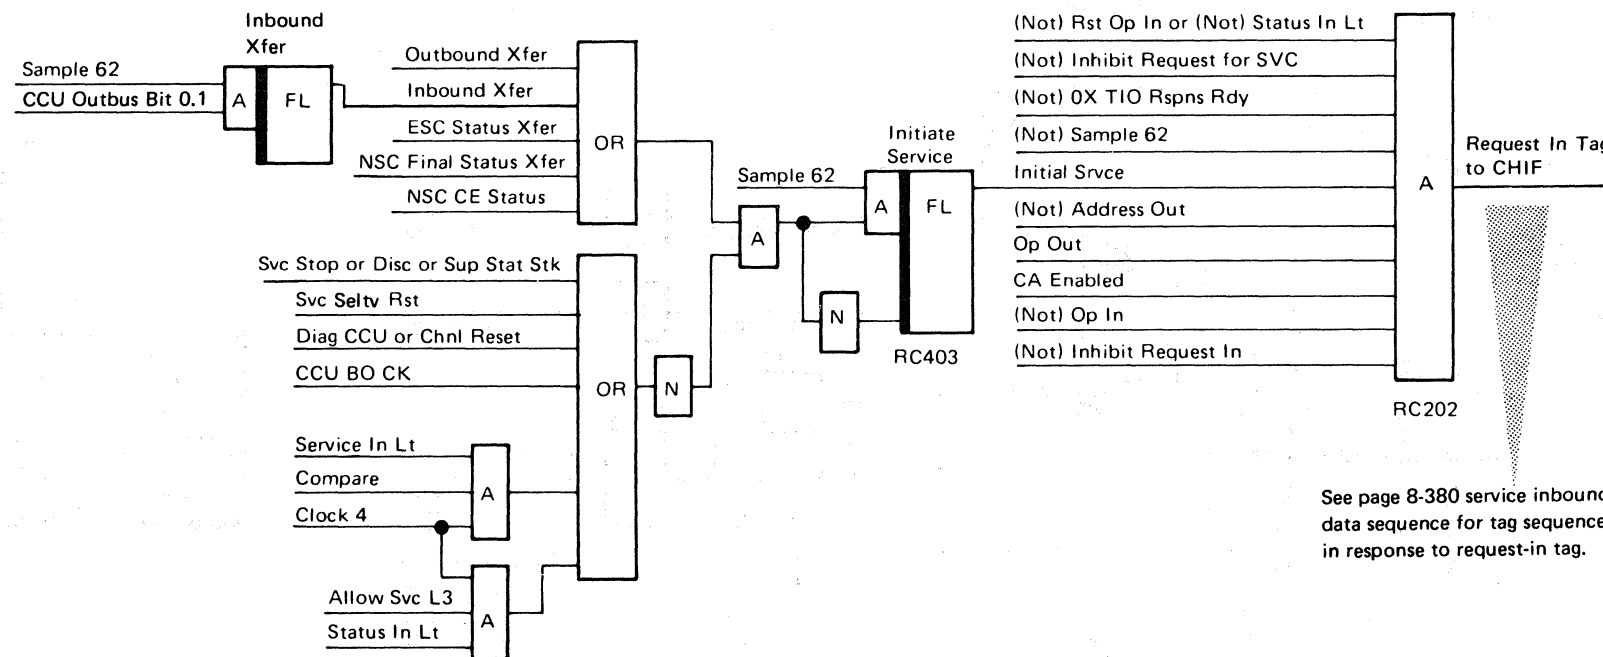 Inbound
Xfer
Sample 62
CCU Outbus Bit 0.1
A
FL
Outbound Xfer
Inbound Xfer
ESC Status Xfer
NSC Final Status Xfer
NSC CE Status
OR
Svc Stop or Disc or Sup Stat Stk
Svc Seltv Rst
Diag CCU or Chnl Reset
CCU BO CK
Service In Lt
Compare
Clock 4
A
Allow Svc L3
Status In Lt
A
OR
N
Sample 62
A
N
Initiate
Service
A
FL
RC403
(Not) Rst Op In or (Not) Status In Lt
(Not) Inhibit Request for SVC
(Not) 0X TIO Rspns Rdy
(Not) Sample 62
Initial Srvce
(Not) Address Out
Op Out
CA Enabled
(Not) Op In
(Not) Inhibit Request In
A
RC202
Request In Tag
to CHIF
See page 8-380 service inbound
data sequence for tag sequence
in response to request-in tag.